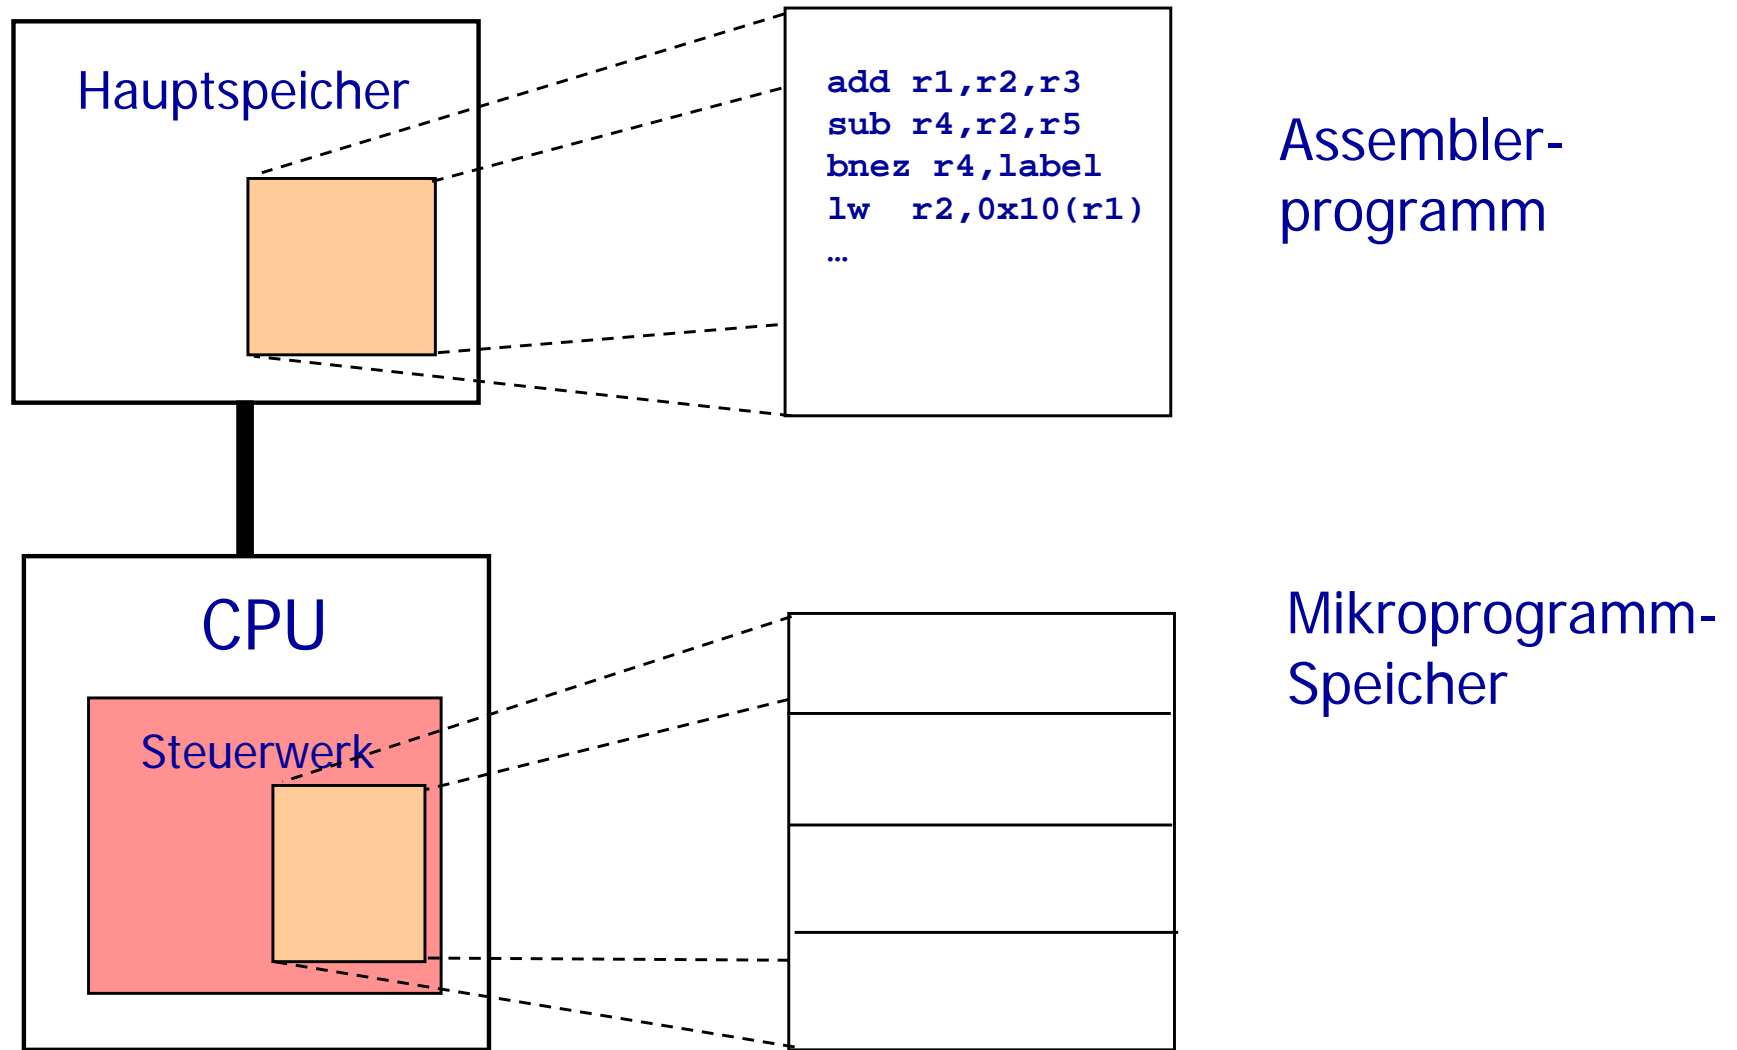 Hauptspeicher
add r1,r2,r3
sub r4,r2,r5
bnez r4,label
lw  r2,0x10(r1)
…
Assembler-
programm
CPU
Steuerwerk
Mikroprogramm-
Speicher